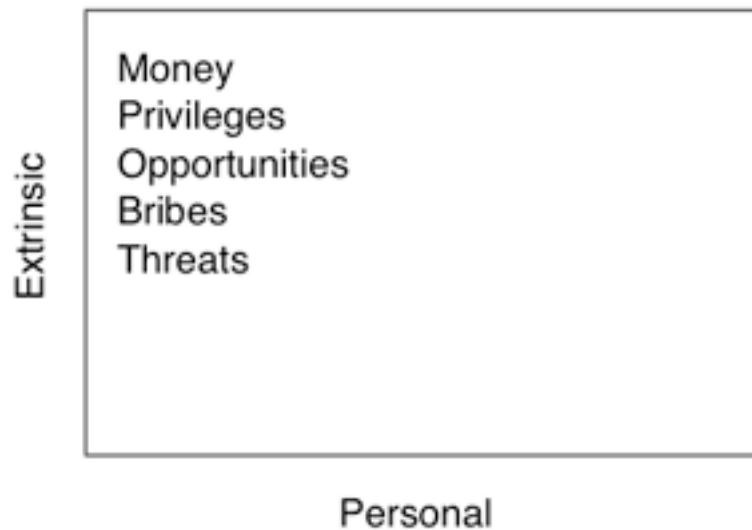 Money
Privileges
Opportunities
Bribes
Threats
Extrinsic
Personal